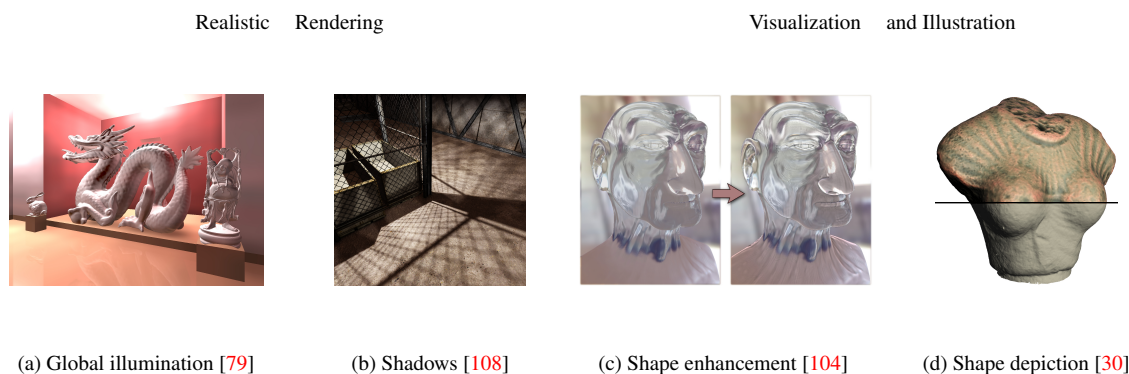 Realistic Rendering
Visualization and Illustration
(a) Global illumination [79]
(b) Shadows [108]
(c) Shape enhancement [104]
(d) Shape depiction [30]